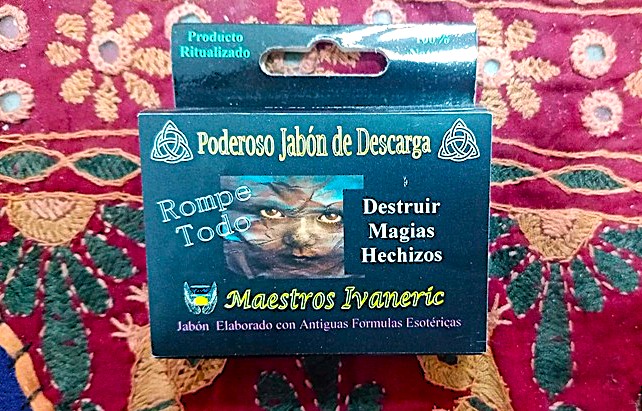 Producto
Ritualizado
100%
Poderoso Jabón de Descarga
Rompe
Todo
Destruir
Magias
Hechizos
Maestros Ivaneric
Jabón Elaborado con Antiguas Formulas Esotéricas